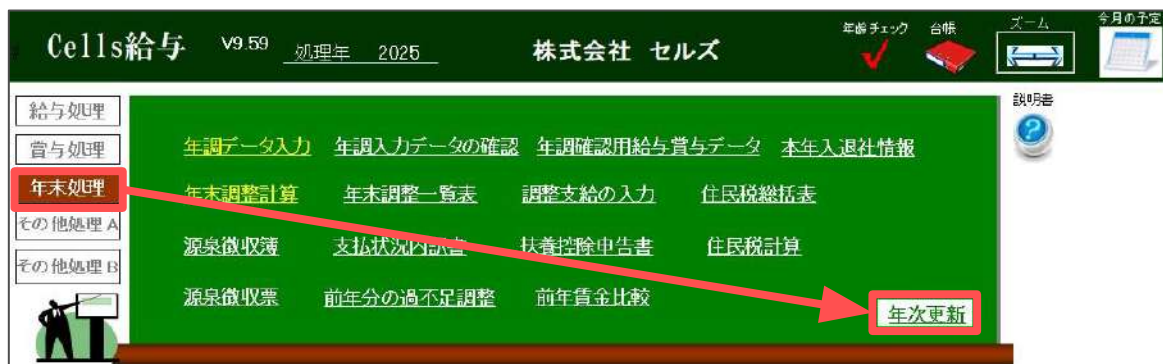 Cells給与 V9.59 処理年 2025 株式会社 セルズ 年齢チェック 台帳 ズーム 今月の予定
給与処理
賞与処理
年末処理
その他処理 A
その他処理 B
年調データ入力 年調入力データの確認 年調確認用給与賞与データ 本年入退社情報
年末調整計算 年末調整一覧表 調整支給の入力 住民税総括表
源泉徴収簿 支払状況内訳書 扶養控除申告書 住民税計算
源泉徴収票 前年分の過不足調整 前年賃金比較
年次更新
説明書